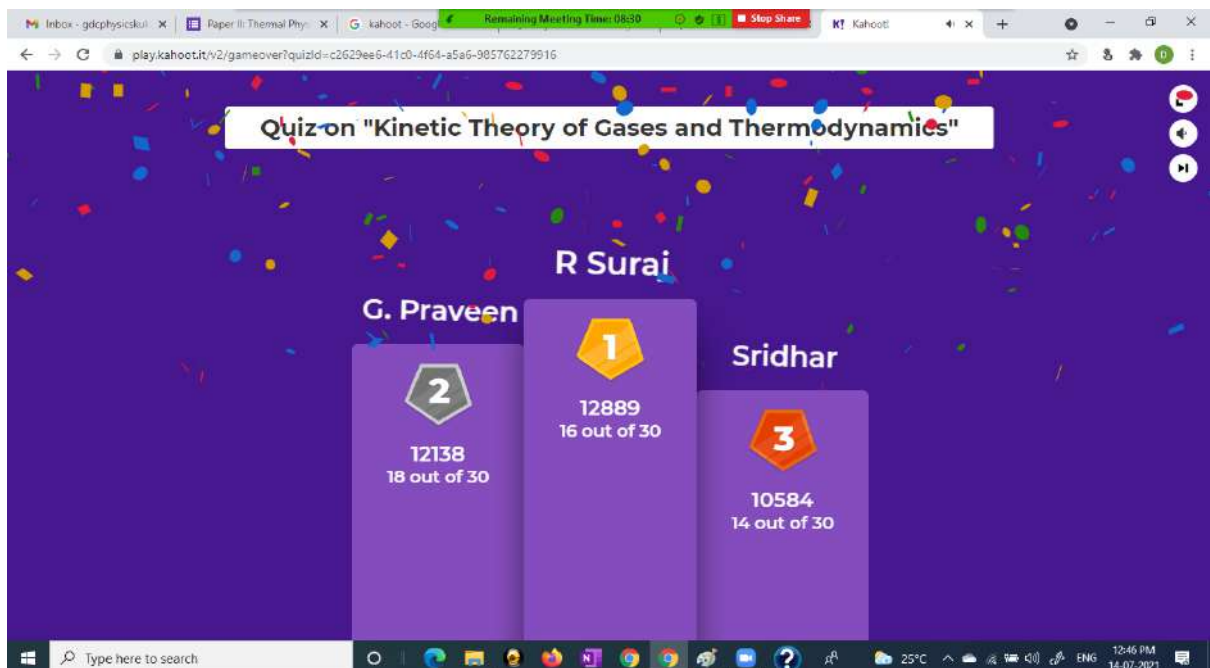 Inbox - gdcphysicskul
Paper II: Thermal Phy
kahoot - Goog
Remaining Meeting Time: 08:30
Stop Share
K! Kahoot!
play.kahoot.it/v2/gameover?quizId=c2629ee6-41c0-4f64-a5a6-985762279916
D
Quiz on "Kinetic Theory of Gases and Thermodynamics"
R Suraj
G. Praveen
Sridhar
1
2
3
12889
16 out of 30
12138
18 out of 30
10584
14 out of 30
Type here to search
25°C
ENG
12:46 PM
14-07-2021